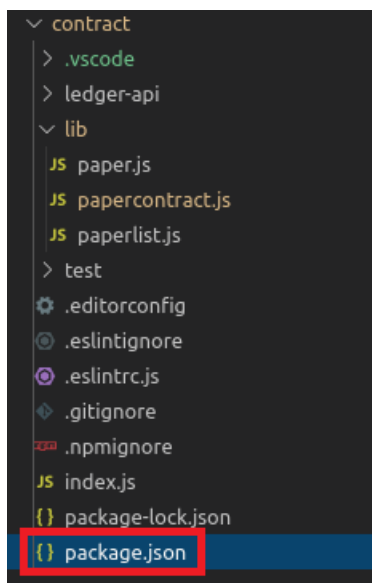 contract
.vscode
ledger-api
lib
JS paper.js
JS papercontract.js
JS paperlist.js
test
.editorconfig
.eslintignore
.eslintrc.js
.gitignore
npm .npmignore
JS index.js
{} package-lock.json
{} package.json